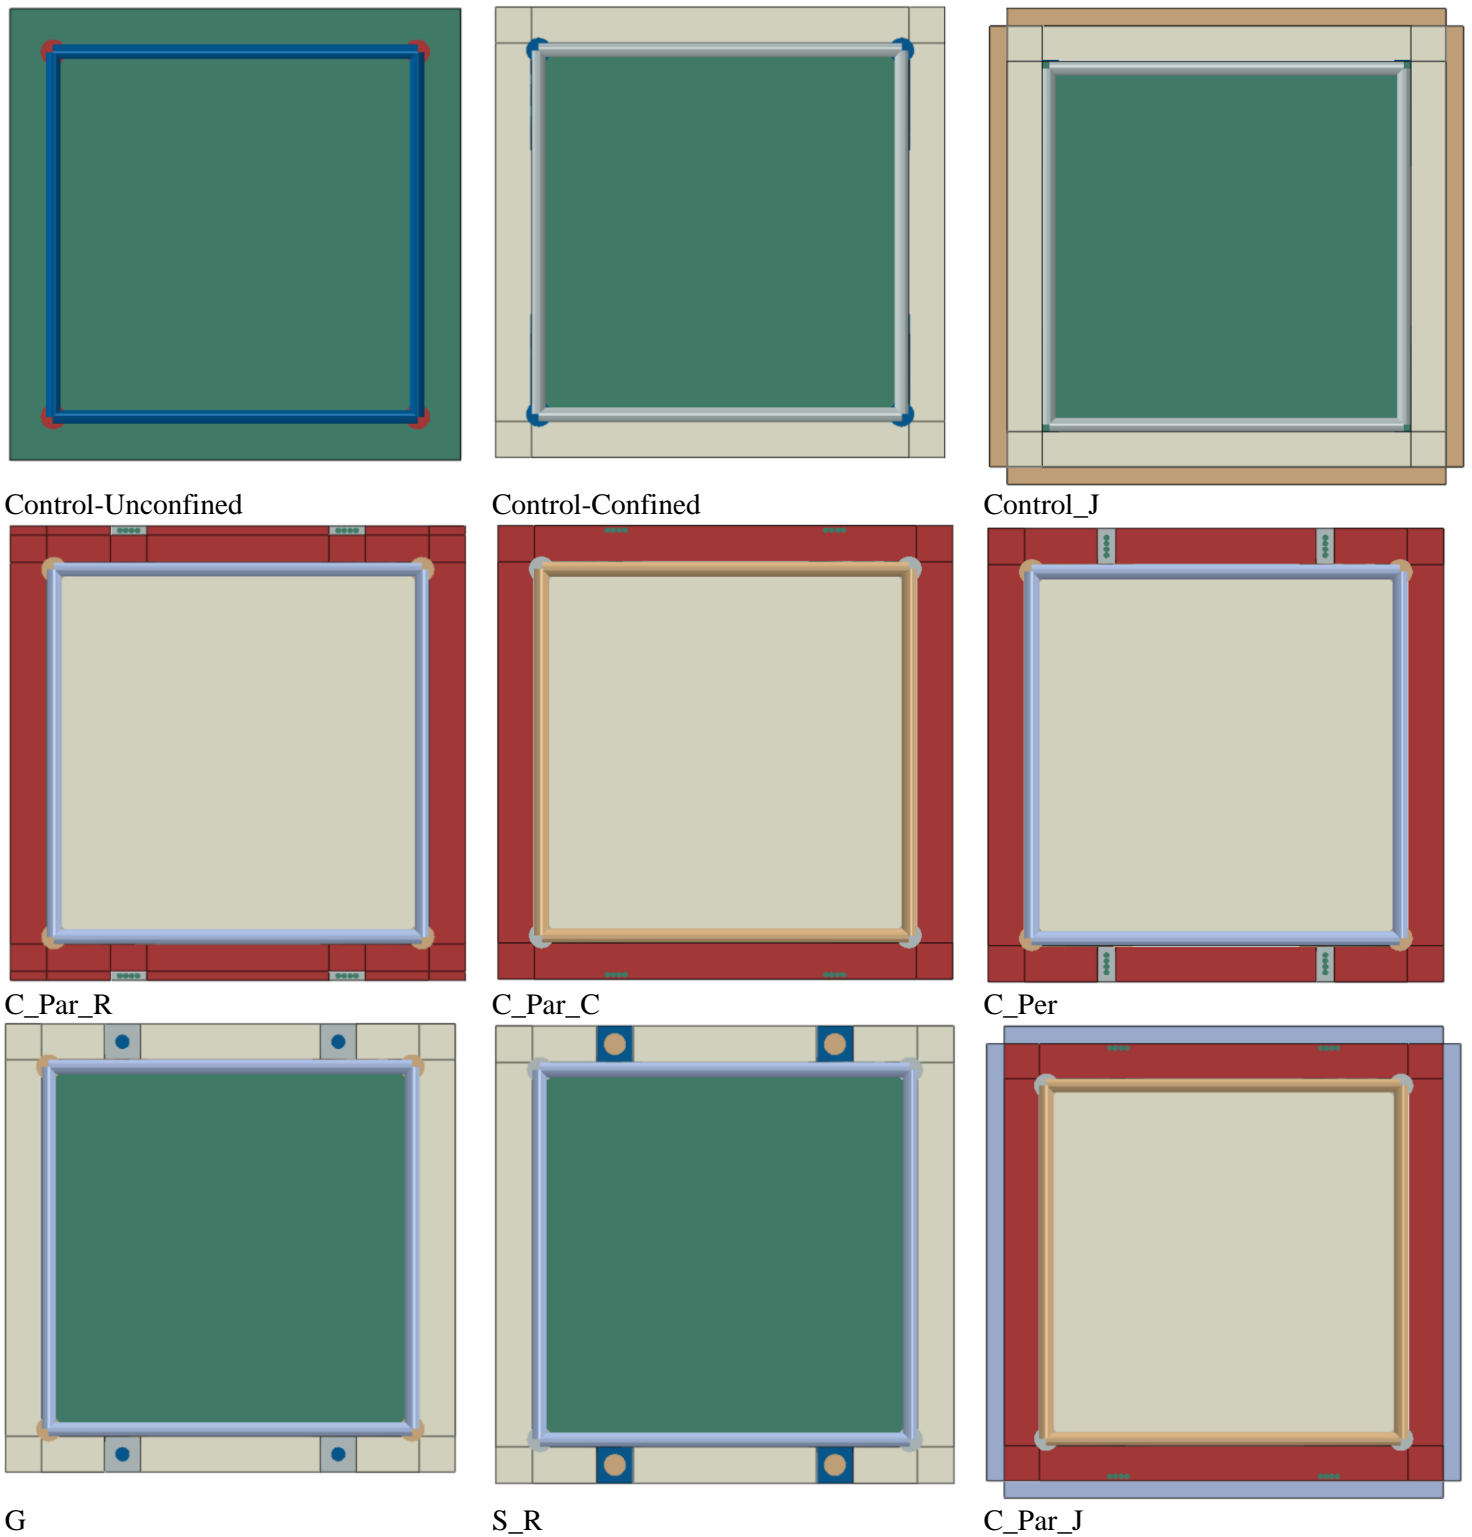 Control-Unconfined
Control-Confined
Control_J
C_Par_R
C_Par_C
C_Per
G
S_R
C_Par_J